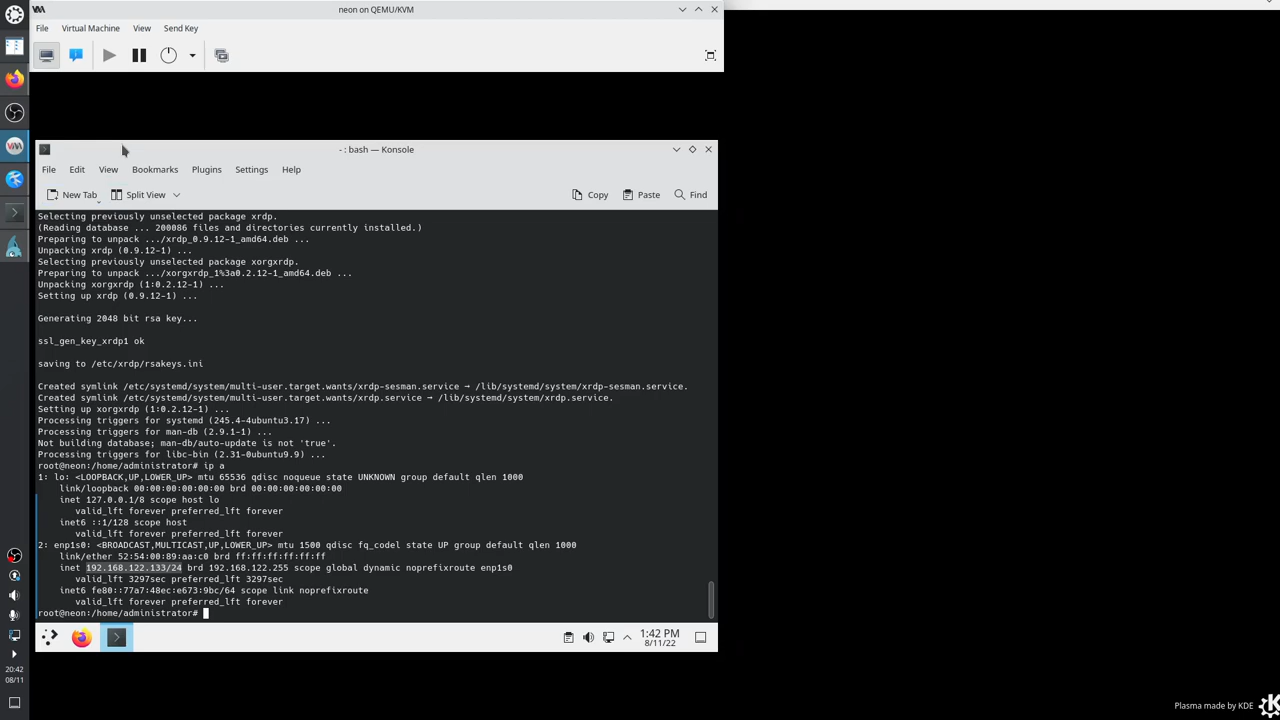 neon on QEMU/KVM
File Virtual Machine View Send Key
- : bash — Konsole
File Edit View Bookmarks Plugins Settings Help
New Tab Split View Copy Paste Find
Selecting previously unselected package xrdp.
(Reading database ... 200086 files and directories currently installed.)
Preparing to unpack .../xrdp_0.9.12-1_amd64.deb ...
Unpacking xrdp (0.9.12-1) ...
Selecting previously unselected package xorgxrdp.
Preparing to unpack .../xorgxrdp_1%3a0.2.12-1_amd64.deb ...
Unpacking xorgxrdp (1:0.2.12-1) ...
Setting up xrdp (0.9.12-1) ...
Generating 2048 bit rsa key...
ssl_gen_key_xrdp1 ok
saving to /etc/xrdp/rsakeys.ini
Created symlink /etc/systemd/system/multi-user.target.wants/xrdp-sesman.service → /lib/systemd/system/xrdp-sesman.service.
Created symlink /etc/systemd/system/multi-user.target.wants/xrdp.service → /lib/systemd/system/xrdp.service.
Setting up xorgxrdp (1:0.2.12-1) ...
Processing triggers for systemd (245.4-4ubuntu3.17) ...
Processing triggers for man-db (2.9.1-1) ...
Not building database; man-db/auto-update is not 'true'.
Processing triggers for libc-bin (2.31-0ubuntu9.9) ...
root@neon:/home/administrator# ip a
1: lo: <LOOPBACK,UP,LOWER_UP> mtu 65536 qdisc noqueue state UNKNOWN group default qlen 1000
link/loopback 00:00:00:00:00:00 brd 00:00:00:00:00:00
inet 127.0.0.1/8 scope host lo
valid_lft forever preferred_lft forever
inet6 ::1/128 scope host
valid_lft forever preferred_lft forever
2: enp1s0: <BROADCAST,MULTICAST,UP,LOWER_UP> mtu 1500 qdisc fq_codel state UP group default qlen 1000
link/ether 52:54:00:89:aa:c0 brd ff:ff:ff:ff:ff:ff
inet 192.168.122.133/24 brd 192.168.122.255 scope global dynamic noprefixroute enp1s0
valid_lft 3297sec preferred_lft 3297sec
inet6 fe80::77a7:48ec:e673:9bc/64 scope link noprefixroute
valid_lft forever preferred_lft forever
root@neon:/home/administrator#
1:42 PM
8/11/22
20:42
08/11
Plasma made by KDE